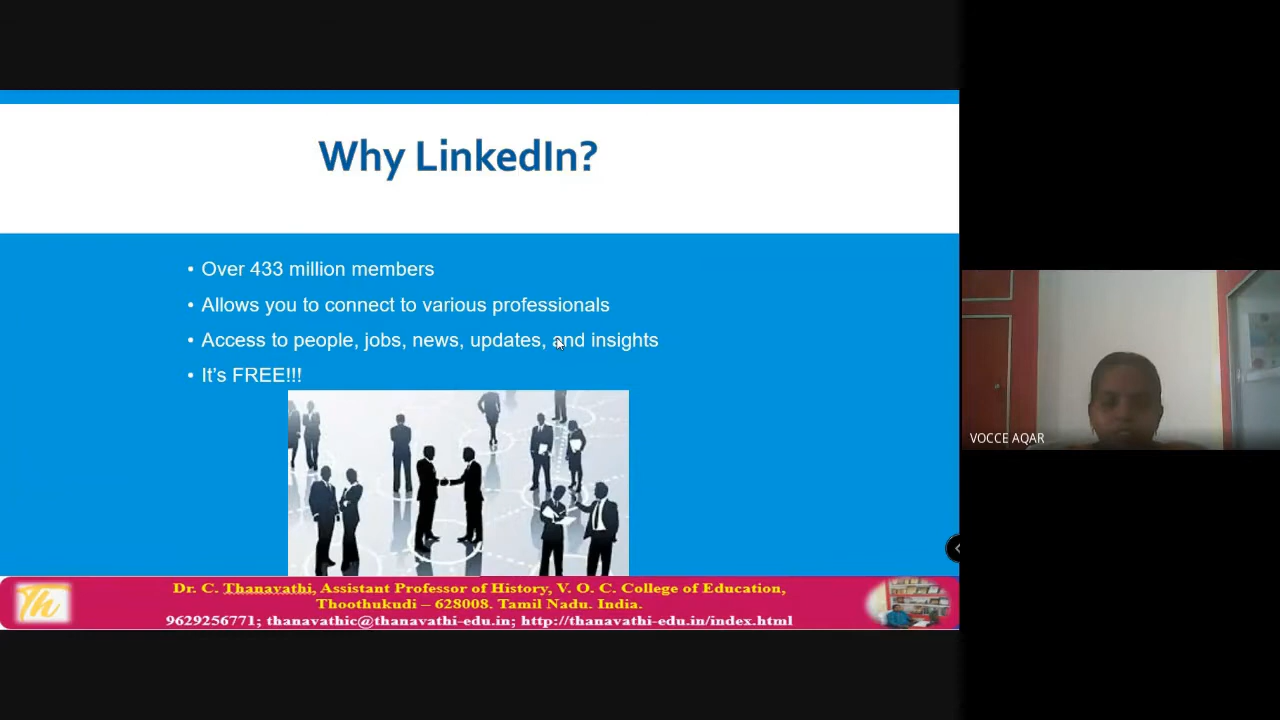 Why LinkedIn?
• Over 433 million members
• Allows you to connect to various professionals
• Access to people, jobs, news, updates, and insights
• It's FREE!!!
VOCCE AQAR
Th
Dr. C. Thanavathi, Assistant Professor of History, V. O. C. College of Education,
Thoothukudi – 628008. Tamil Nadu. India.
9629256771; thanavathic@thanavathi-edu.in; http://thanavathi-edu.in/index.html